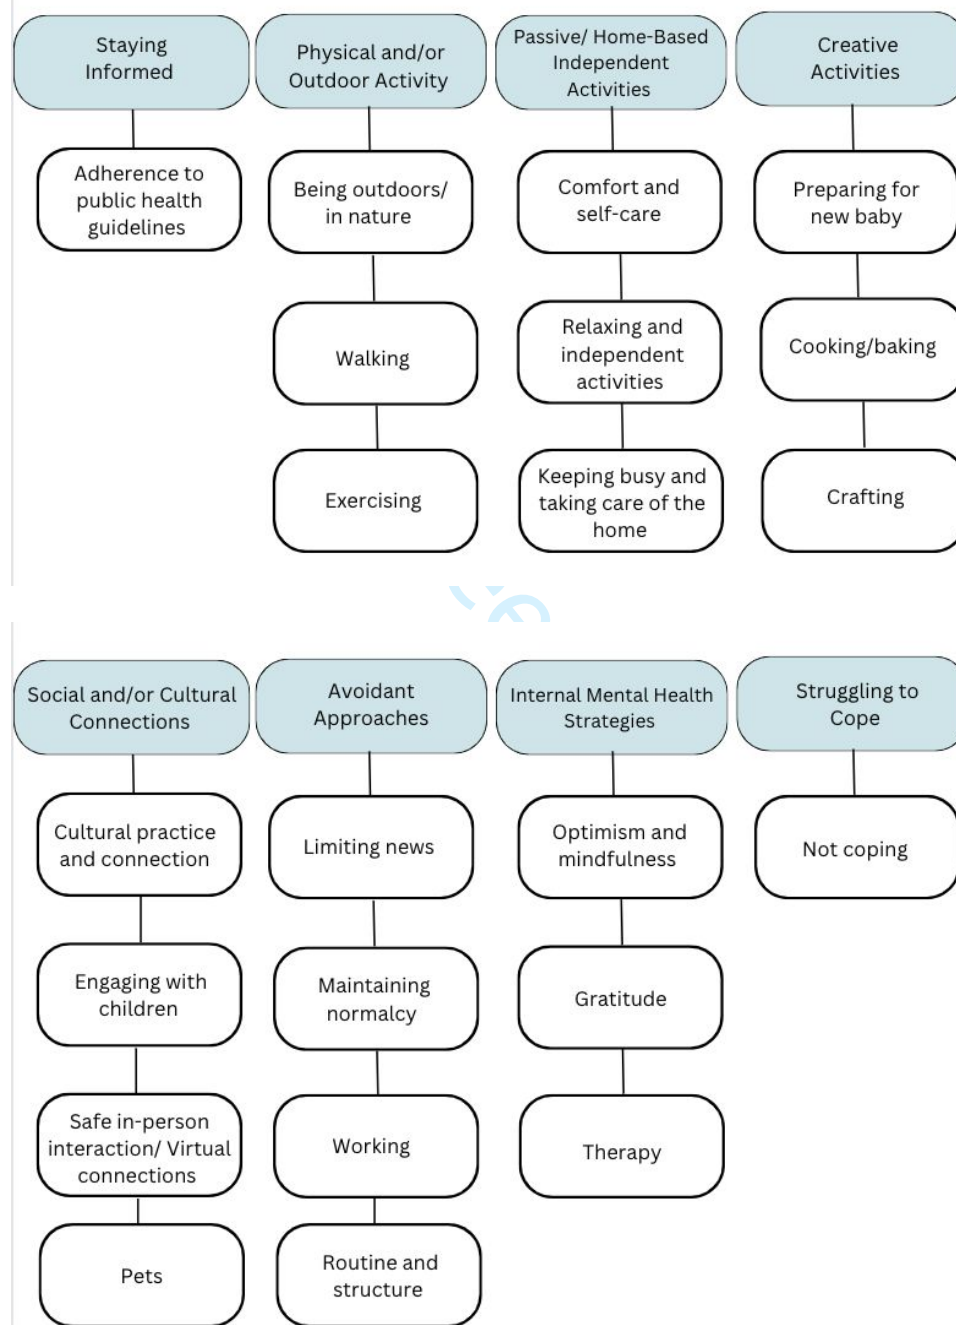 Staying
Informed
Adherence to
public health
guidelines
Physical and/or
Outdoor Activity
Being outdoors/
in nature
Walking
Exercising
Passive/ Home-Based
Independent
Activities
Comfort and
self-care
Relaxing and
independent
activities
Keeping busy and
taking care of the
home
Creative
Activities
Preparing for
new baby
Cooking/baking
Crafting
Social and/or Cultural
Connections
Cultural practice
and connection
Engaging with
children
Safe in-person
interaction/ Virtual
connections
Pets
Avoidant
Approaches
Limiting news
Maintaining
normalcy
Working
Routine and
structure
Internal Mental Health
Strategies
Optimism and
mindfulness
Gratitude
Therapy
Struggling to
Cope
Not coping